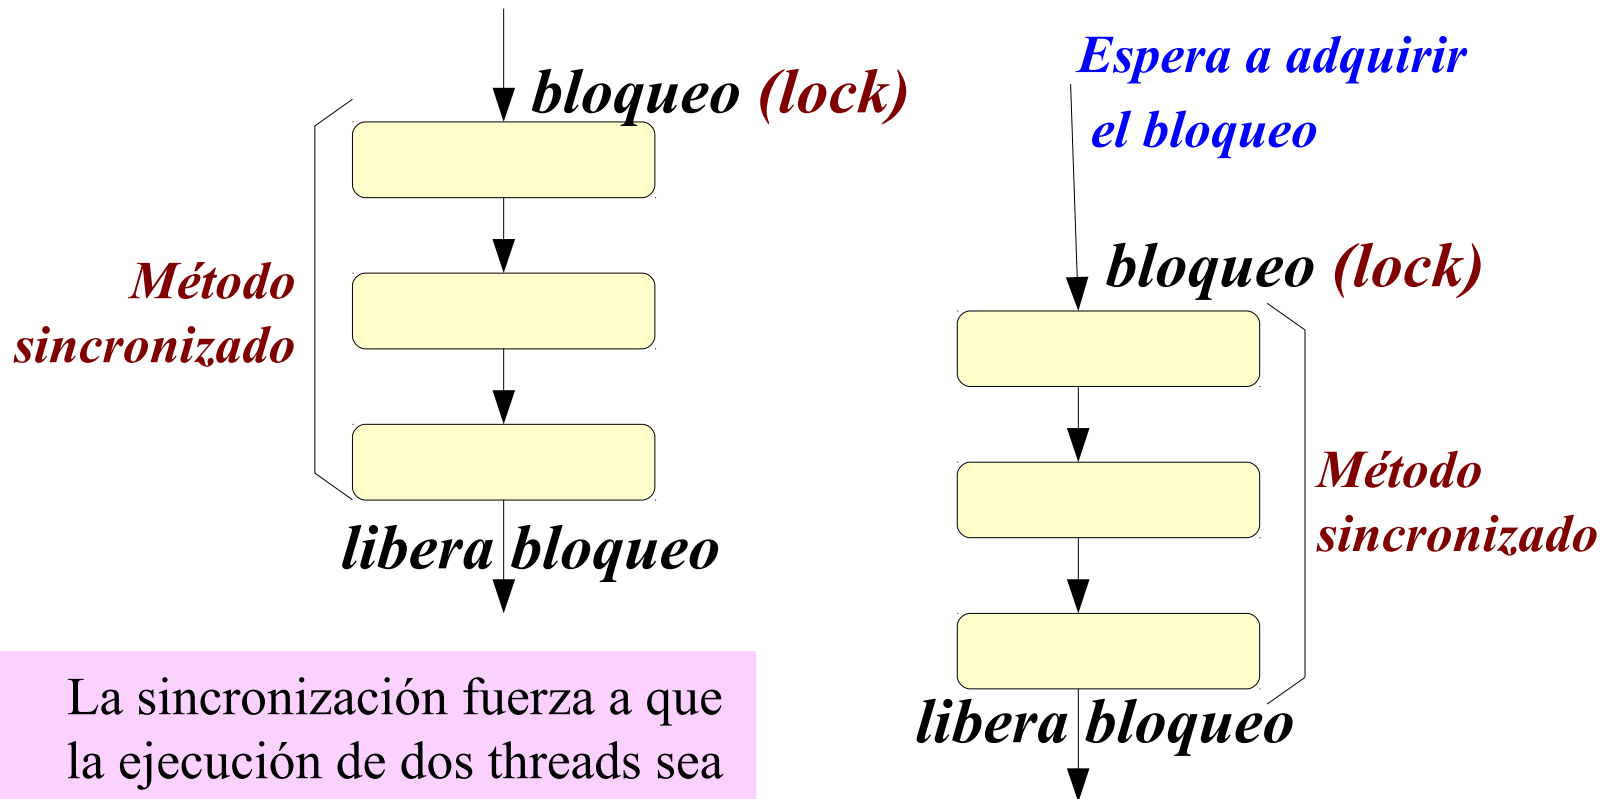 bloqueo (lock)
Método
sincronizado
libera bloqueo
Espera a adquirir
el bloqueo
bloqueo (lock)
Método
sincronizado
libera bloqueo
La sincronización fuerza a que
la ejecución de dos threads sea